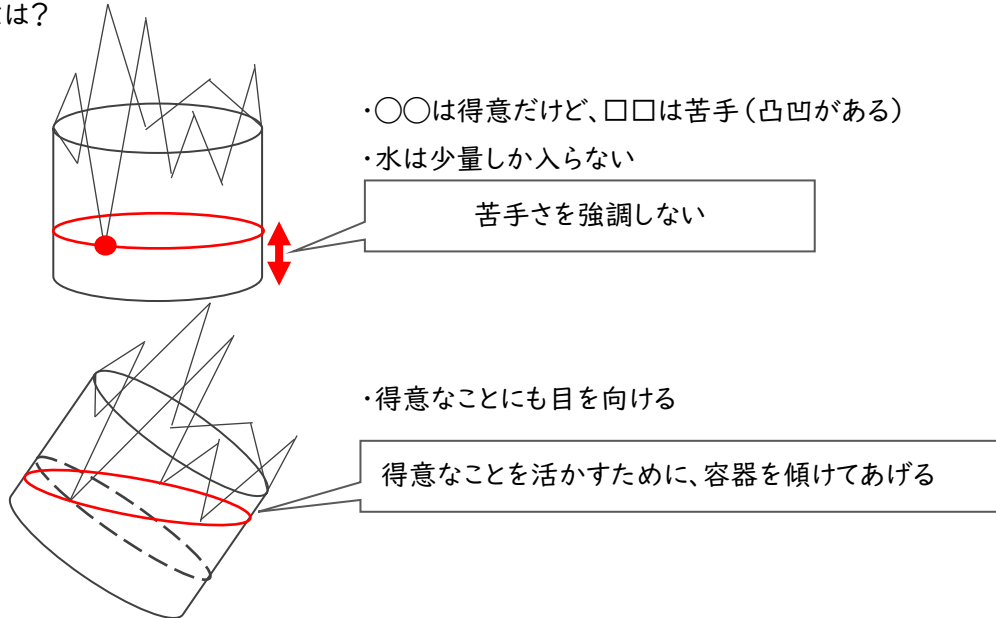 は?
・○○は得意だけど、□□は苦手(凸凹がある)
・水は少量しか入らない
苦手さを強調しない
・得意なことにも目を向ける
得意なことを活かすために、容器を傾けてあげる